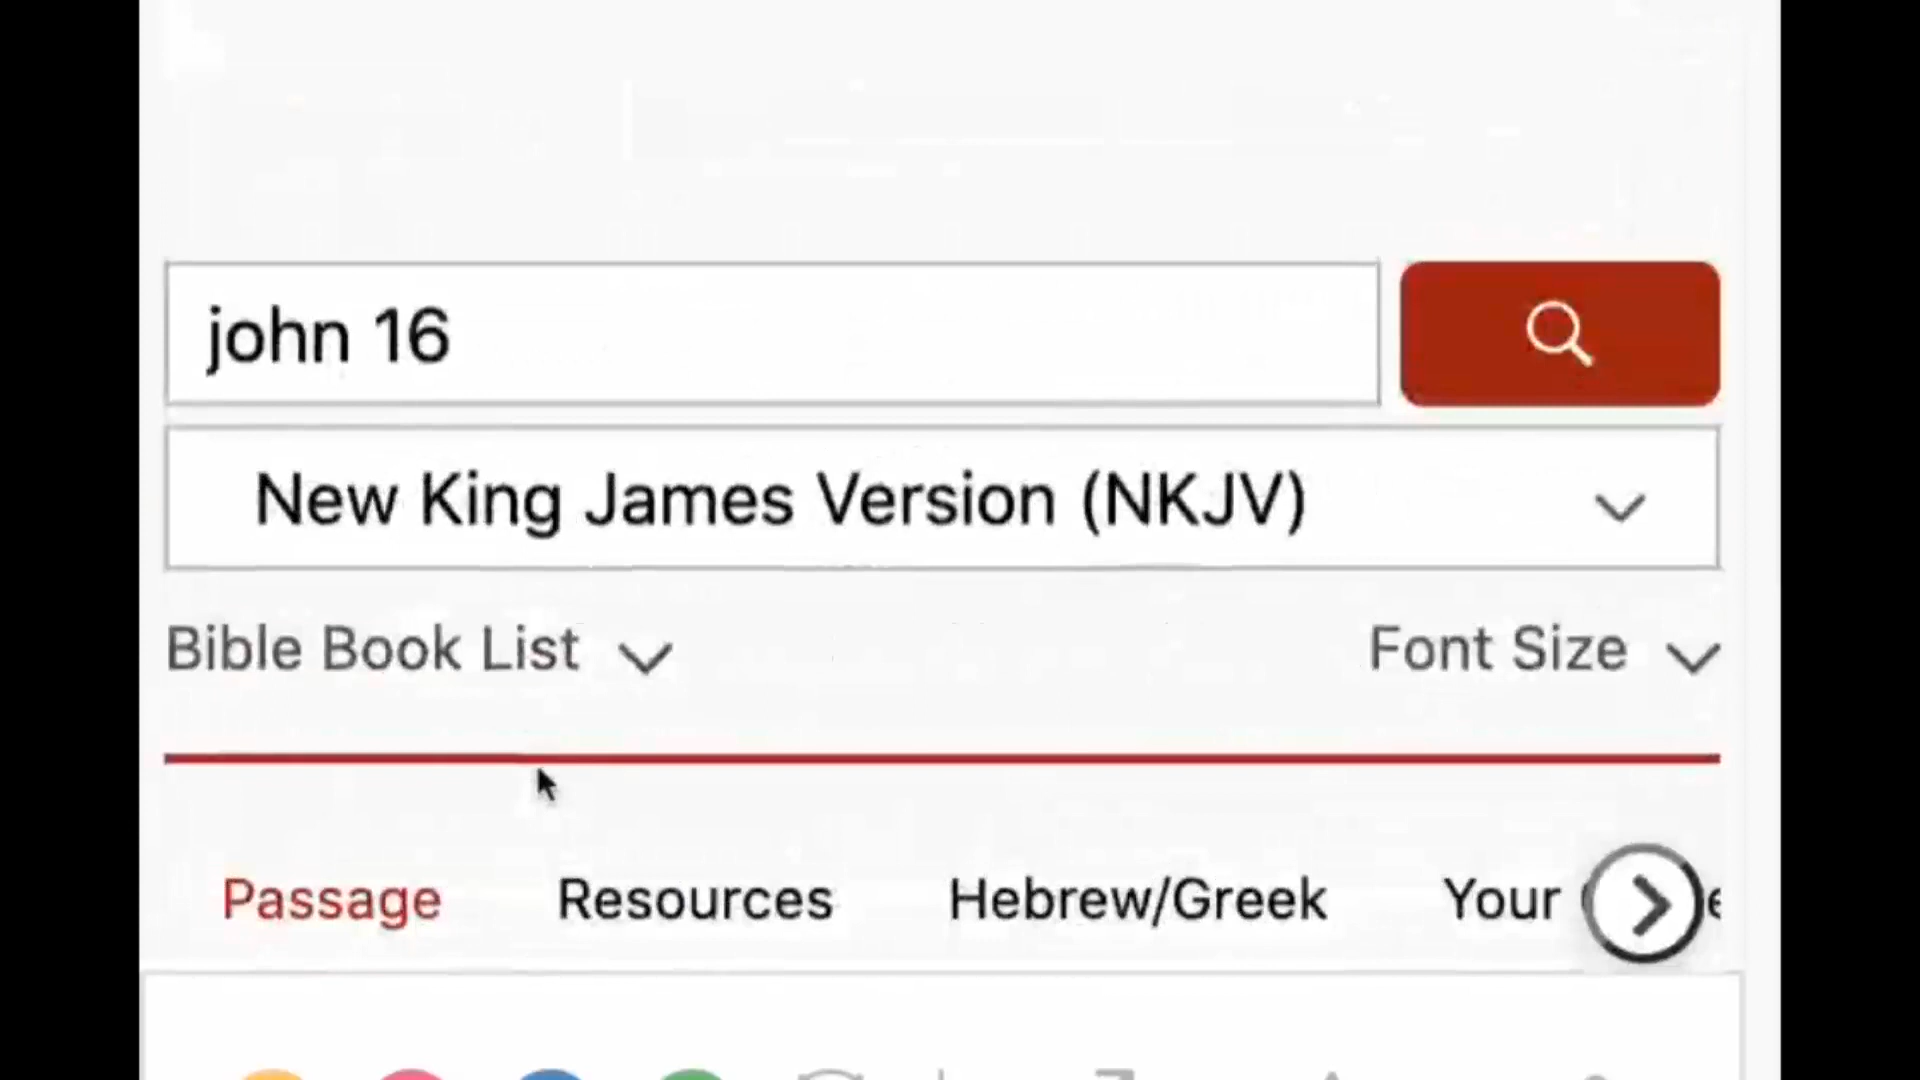 john 16
New King James Version (NKJV)
Bible Book List
Font Size
Passage Resources Hebrew/Greek Your